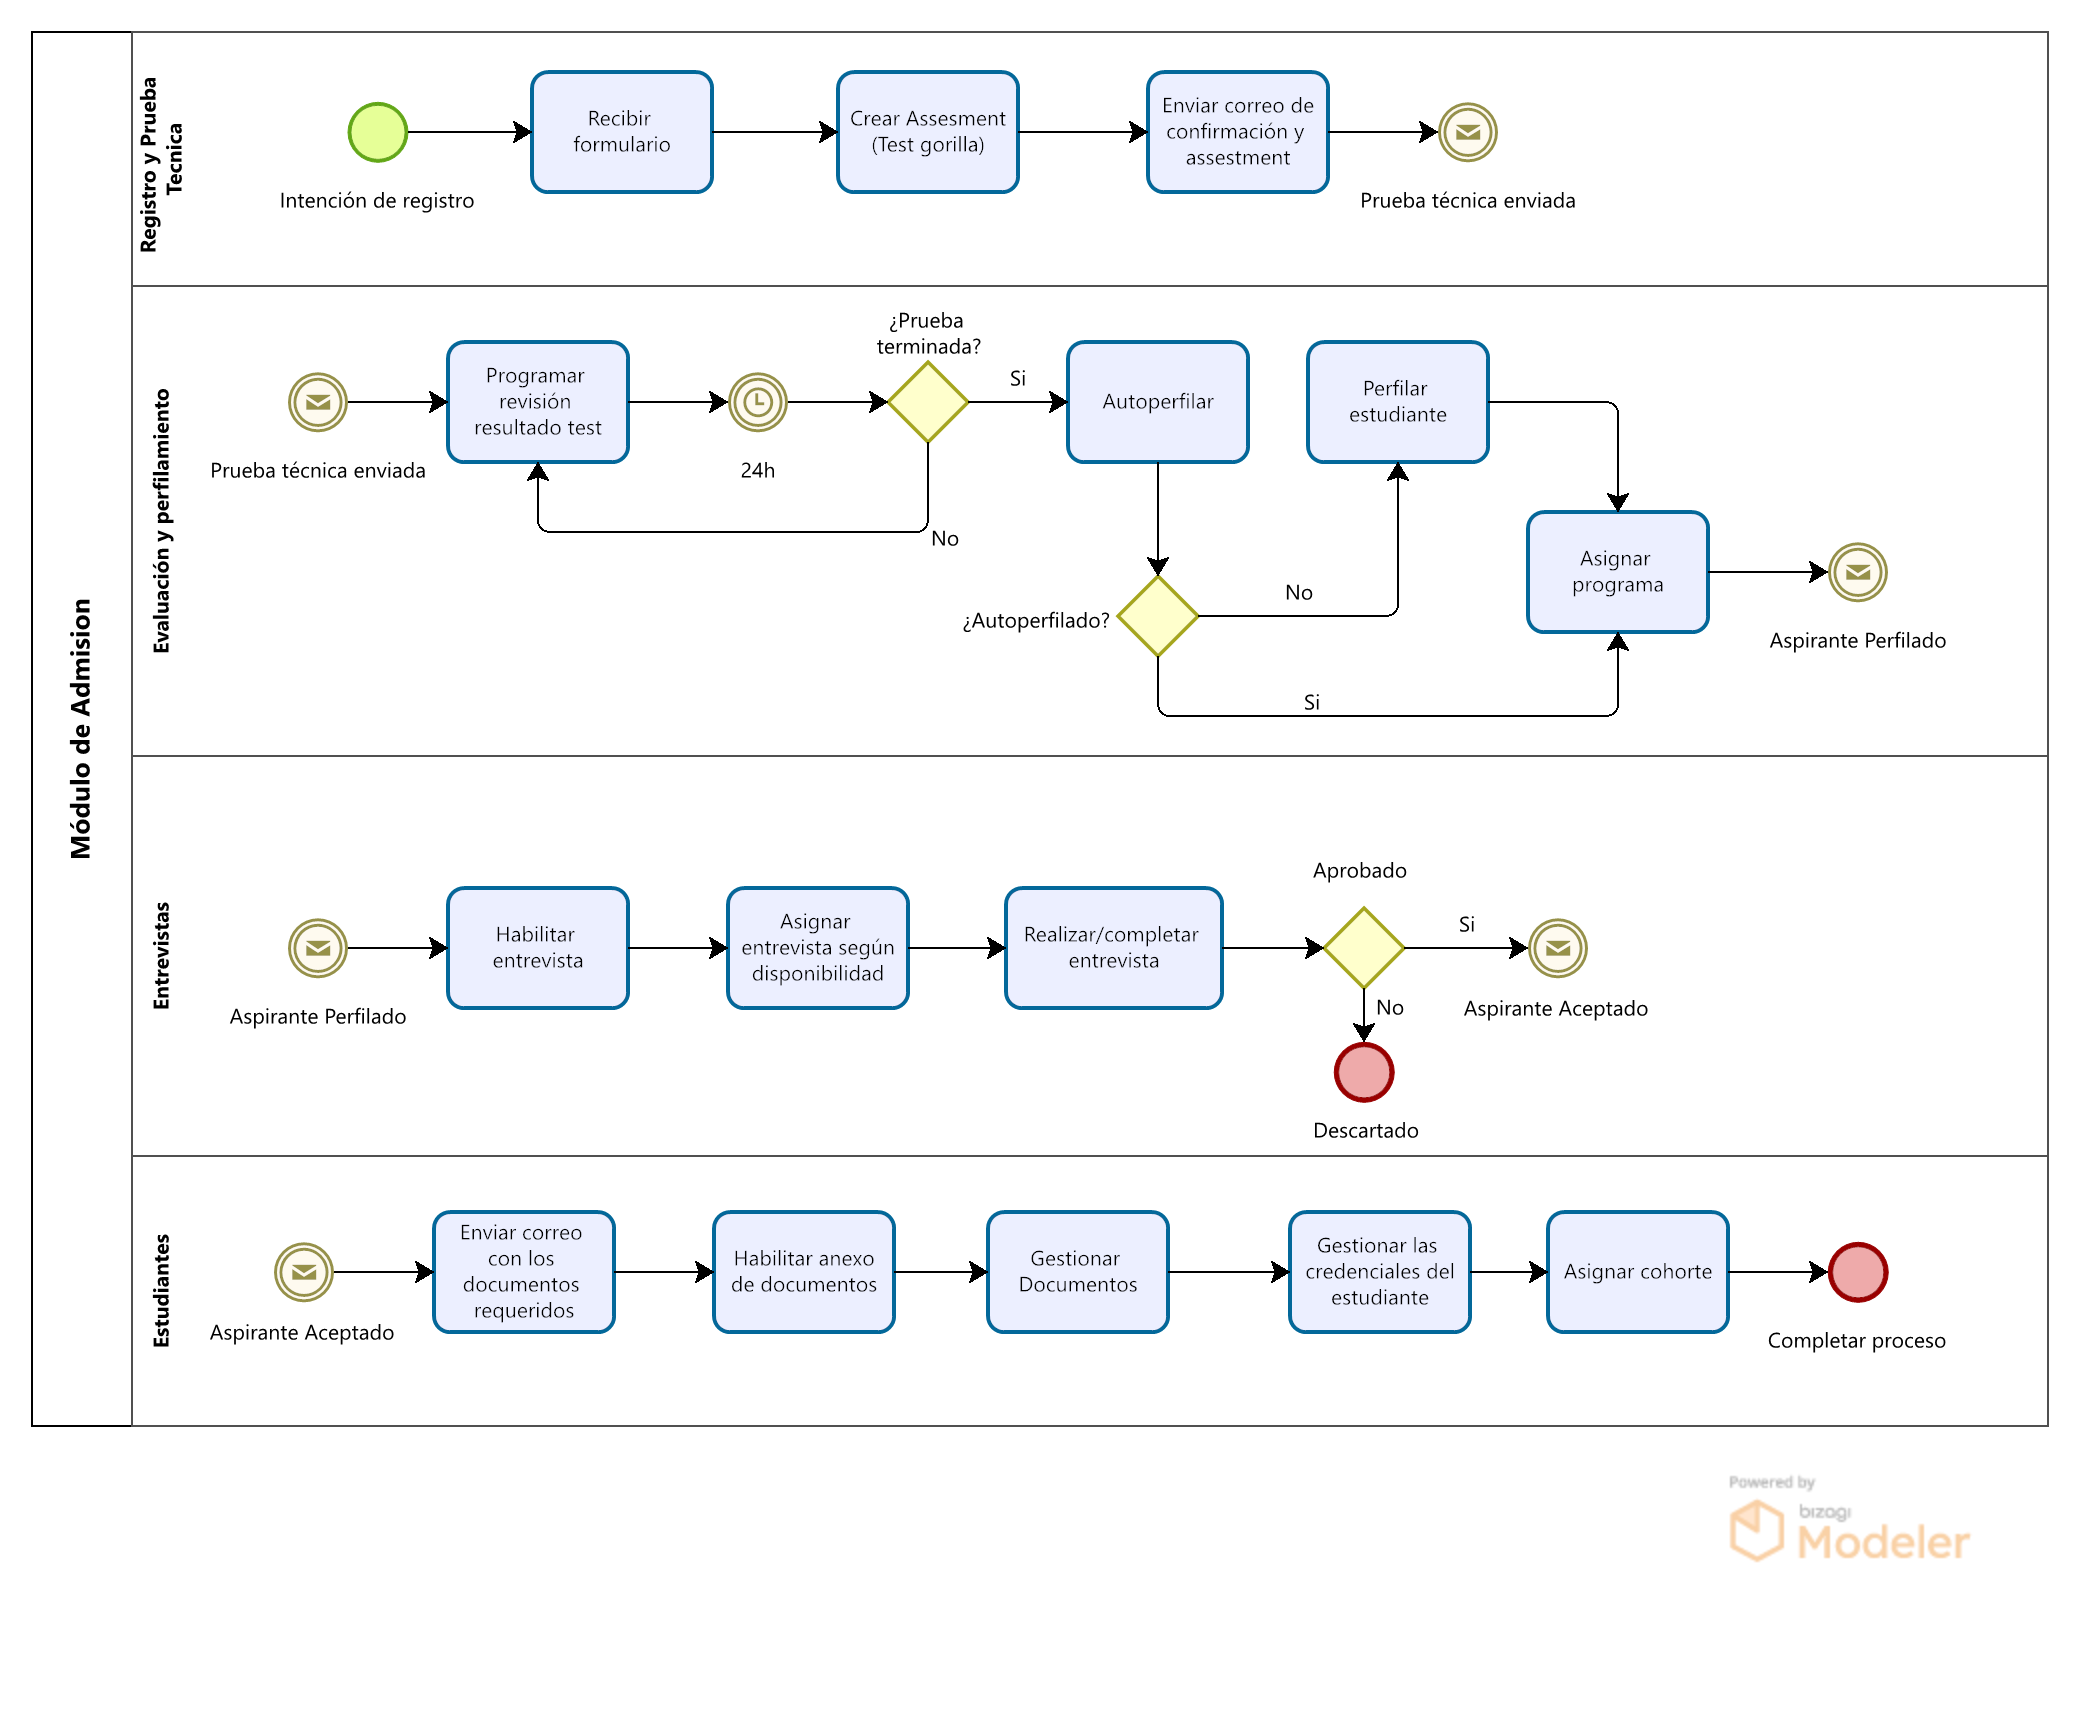 Módulo de Admision
Registro y Prueba
Tecnica
Intención de registro
Recibir
formulario
Crear Assesment
(Test gorilla)
Enviar correo de
confirmación y
assestment
Prueba técnica enviada
Evaluación y perfilamiento
Prueba técnica enviada
Programar
revisión
resultado test
24h
¿Prueba
terminada?
Si
No
Autoperfilar
¿Autoperfilado?
No
Si
Perfilar
estudiante
Asignar
programa
Aspirante Perfilado
Entrevistas
Aspirante Perfilado
Habilitar
entrevista
Asignar
entrevista según
disponibilidad
Realizar/completar
entrevista
Aprobado
Si
No
Aspirante Aceptado
Descartado
Estudiantes
Aspirante Aceptado
Enviar correo
con los
documentos
requeridos
Habilitar anexo
de documentos
Gestionar
Documentos
Gestionar las
credenciales del
estudiante
Asignar cohorte
Completar proceso
Powered by
bizagi
Modeler